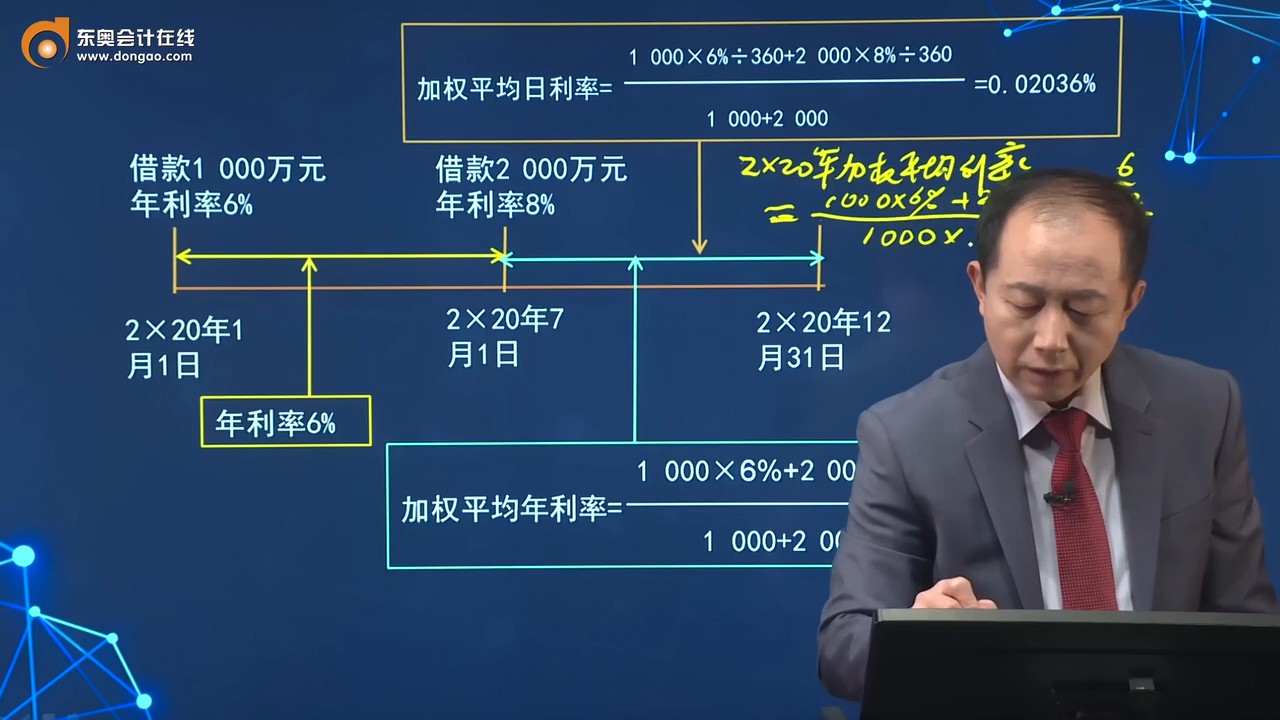 东奥会计在线
www.dongao.com
1 000×6%÷360+2 000×8%÷360
加权平均日利率=
=0.02036%
1 000+2 000
借款1 000万元
年利率6%
借款2 000万元
年利率8%
2×20年加权平均利率
= 1000×6%+
6
1000×
2×20年1
月1日
2×20年7
月1日
2×20年12
月31日
年利率6%
1 000×6%+2 00
加权平均年利率=
1 000+2 00